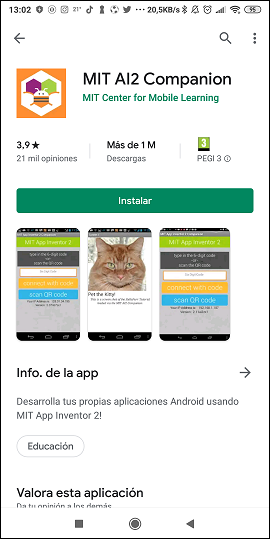 13:02 21° ... 20,5KB/s 95
MIT AI2 Companion
MIT Center for Mobile Learning
3,9★
21 mil opiniones
Más de 1 M
Descargas
3
PEGI 3
Instalar
MIT App Inventor 2
type in the 6-digit code
-or-
scan the QR code
connect with code
scan QR code
Pet the Kitty!
MIT App Inventor 2
type in the 6-digit code
-or-
scan the QR code
connect with code
scan QR code
Info. de la app
Desarrolla tus propias aplicaciones Android usando
MIT App Inventor 2!
Educación
Valora esta aplicación
Da tu opinión a los demás